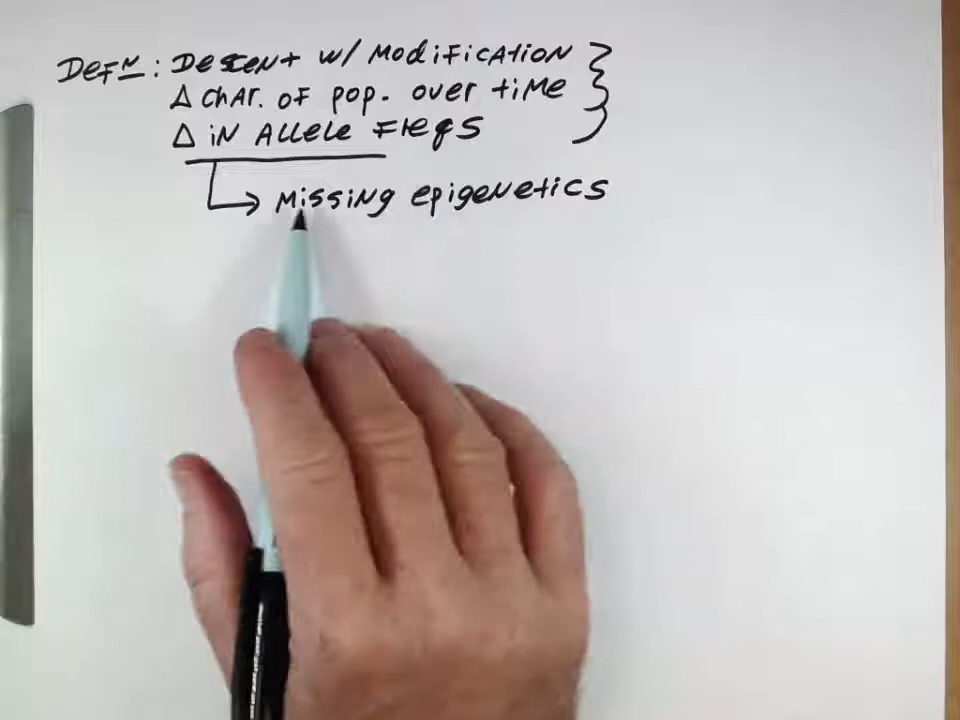 Defn: Descent w/ Modification
Δ char. of pop. over time
Δ in Allele Freqs
→ Missing epigenetics